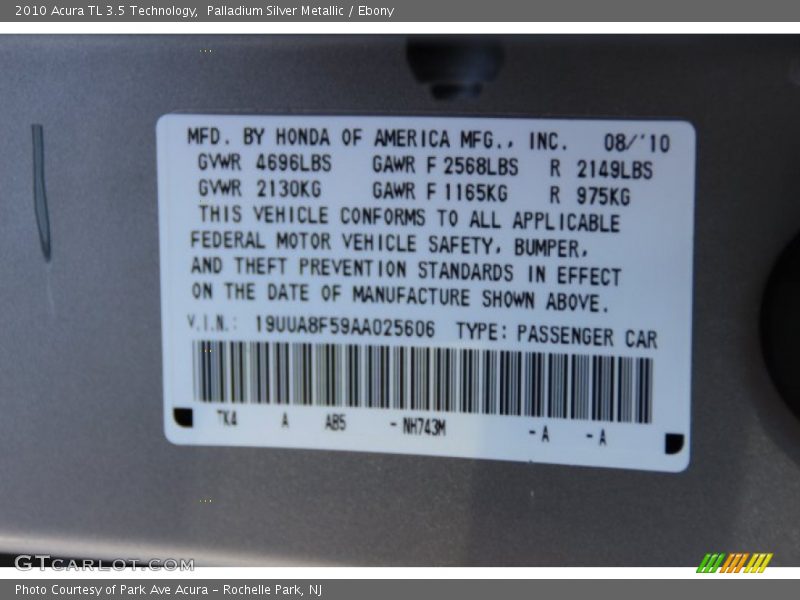 2010 Acura TL 3.5 Technology, Palladium Silver Metallic / Ebony
MFD. BY HONDA OF AMERICA MFG., INC. 08/'10
GVWR 4696LBS GAWR F 2568LBS R 2149LBS
GVWR 2130KG GAWR F 1165KG R 975KG
THIS VEHICLE CONFORMS TO ALL APPLICABLE
FEDERAL MOTOR VEHICLE SAFETY, BUMPER,
AND THEFT PREVENTION STANDARDS IN EFFECT
ON THE DATE OF MANUFACTURE SHOWN ABOVE.
V.I.N.: 19UUA8F59AA025606 TYPE: PASSENGER CAR
TK4 A AB5 - NH743M - A - A
GTCARLOT.COM
Photo Courtesy of Park Ave Acura - Rochelle Park, NJ